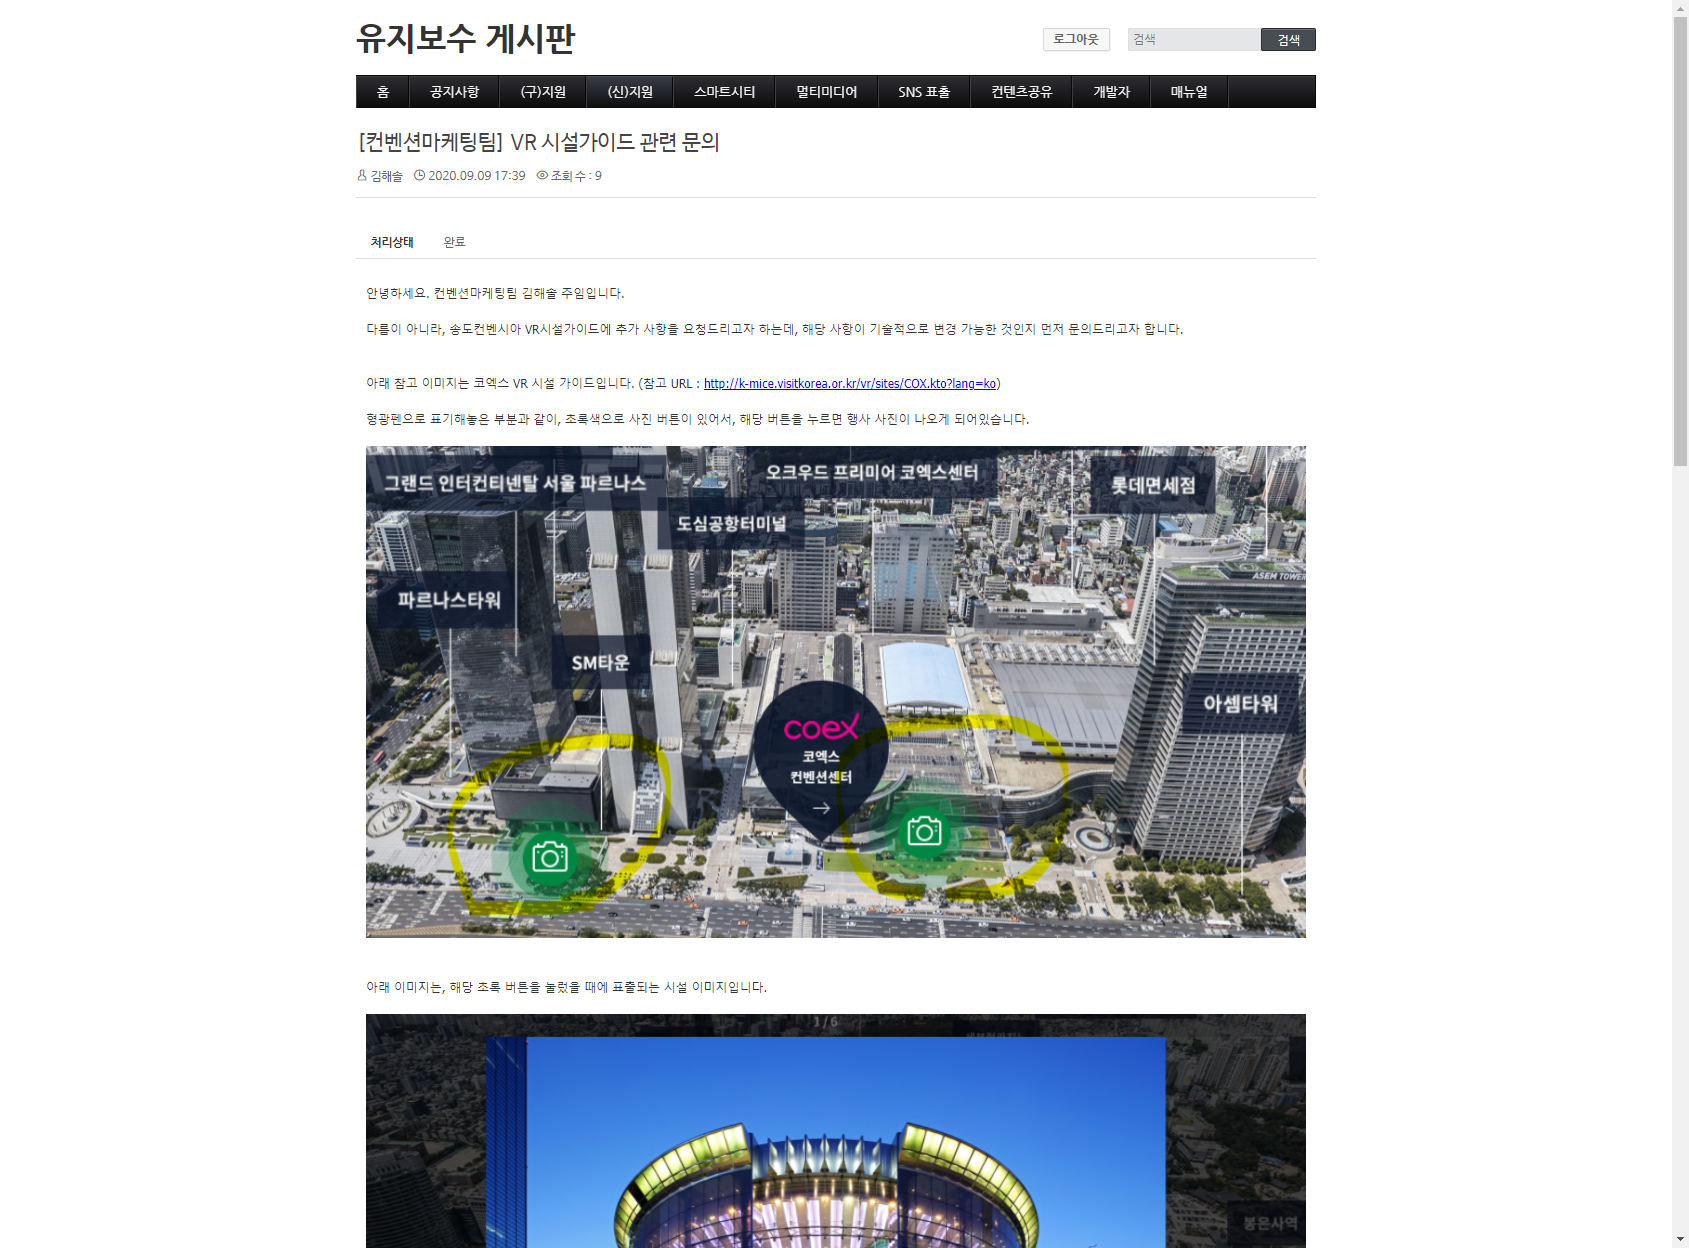 유지보수 게시판
로그아웃
검색
검색
홈
공지사항
(구)지원
(신)지원
스마트시티
멀티미디어
SNS 표출
컨텐츠공유
개발자
매뉴얼
[컨벤션마케팅팀] VR 시설가이드 관련 문의
김해솔 2020.09.09 17:39 조회 수 : 9
처리상태 완료
안녕하세요. 컨벤션마케팅팀 김해솔 주임입니다.
다름이 아니라, 송도컨벤시아 VR시설가이드에 추가 사항을 요청드리고자 하는데, 해당 사항이 기술적으로 변경 가능한 것인지 먼저 문의드리고자 합니다.
아래 참고 이미지는 코엑스 VR 시설 가이드입니다. (참고 URL : http://k-mice.visitkorea.or.kr/vr/sites/COX.kto?lang=ko)
형광펜으로 표기해놓은 부분과 같이, 초록색으로 사진 버튼이 있어서, 해당 버튼을 누르면 행사 사진이 나오게 되어있습니다.
그랜드 인터컨티넨탈 서울 파르나스
오크우드 프리미어 코엑스센터
롯데면세점
도심공항터미널
ASEM TOWER
파르나스타워
SM타운
아셈타워
coex
코엑스
컨벤션센터
아래 이미지는, 해당 초록 버튼을 눌렀을 때에 표출되는 시설 이미지입니다.
1/6
봉은사역